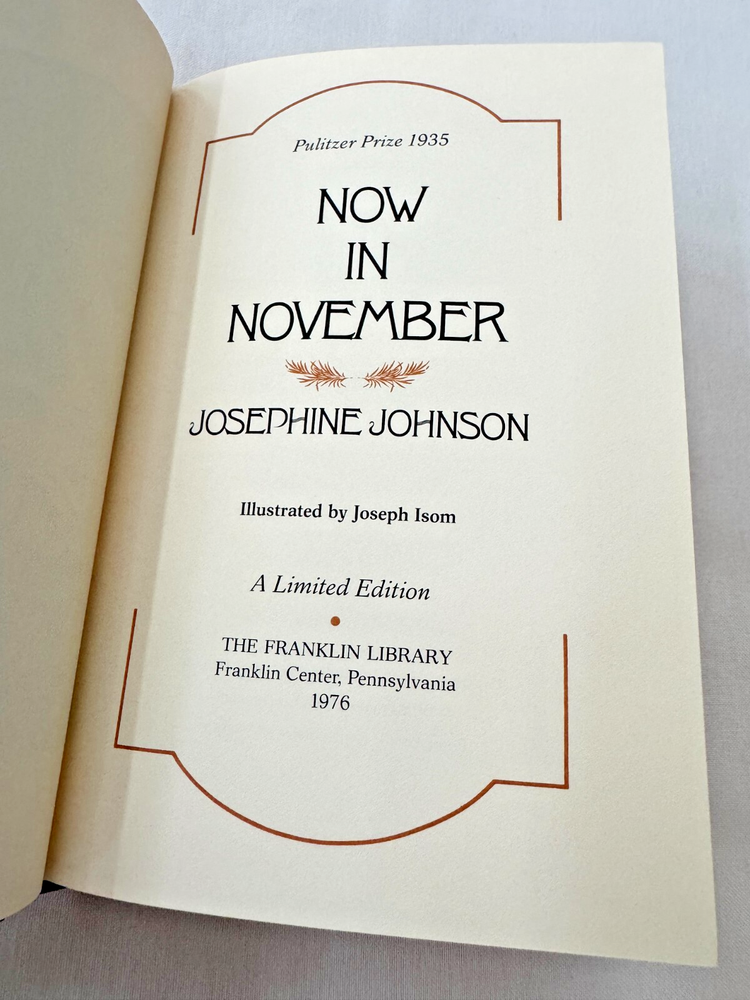 Pulitzer Prize 1935
NOW
IN
NOVEMBER
JOSEPHINE JOHNSON
Illustrated by Joseph Isom
A Limited Edition
THE FRANKLIN LIBRARY
Franklin Center, Pennsylvania
1976